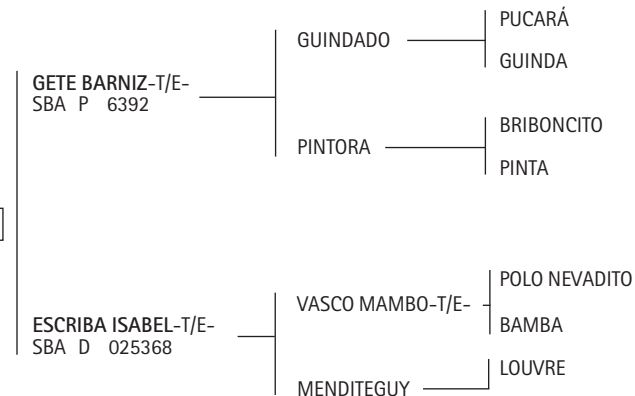 PUCARÁ
GUINDADO
GUINDA
GETE BARNIZ-T/E-
SBA P 6392
BRIBONCITO
PINTORA
PINTA
POLO NEVADITO
VASCO MAMBO-T/E-
BAMBA
ESCRIBA ISABEL-T/E-
SBA D 025368
LOUVRE
MENDITEGUY